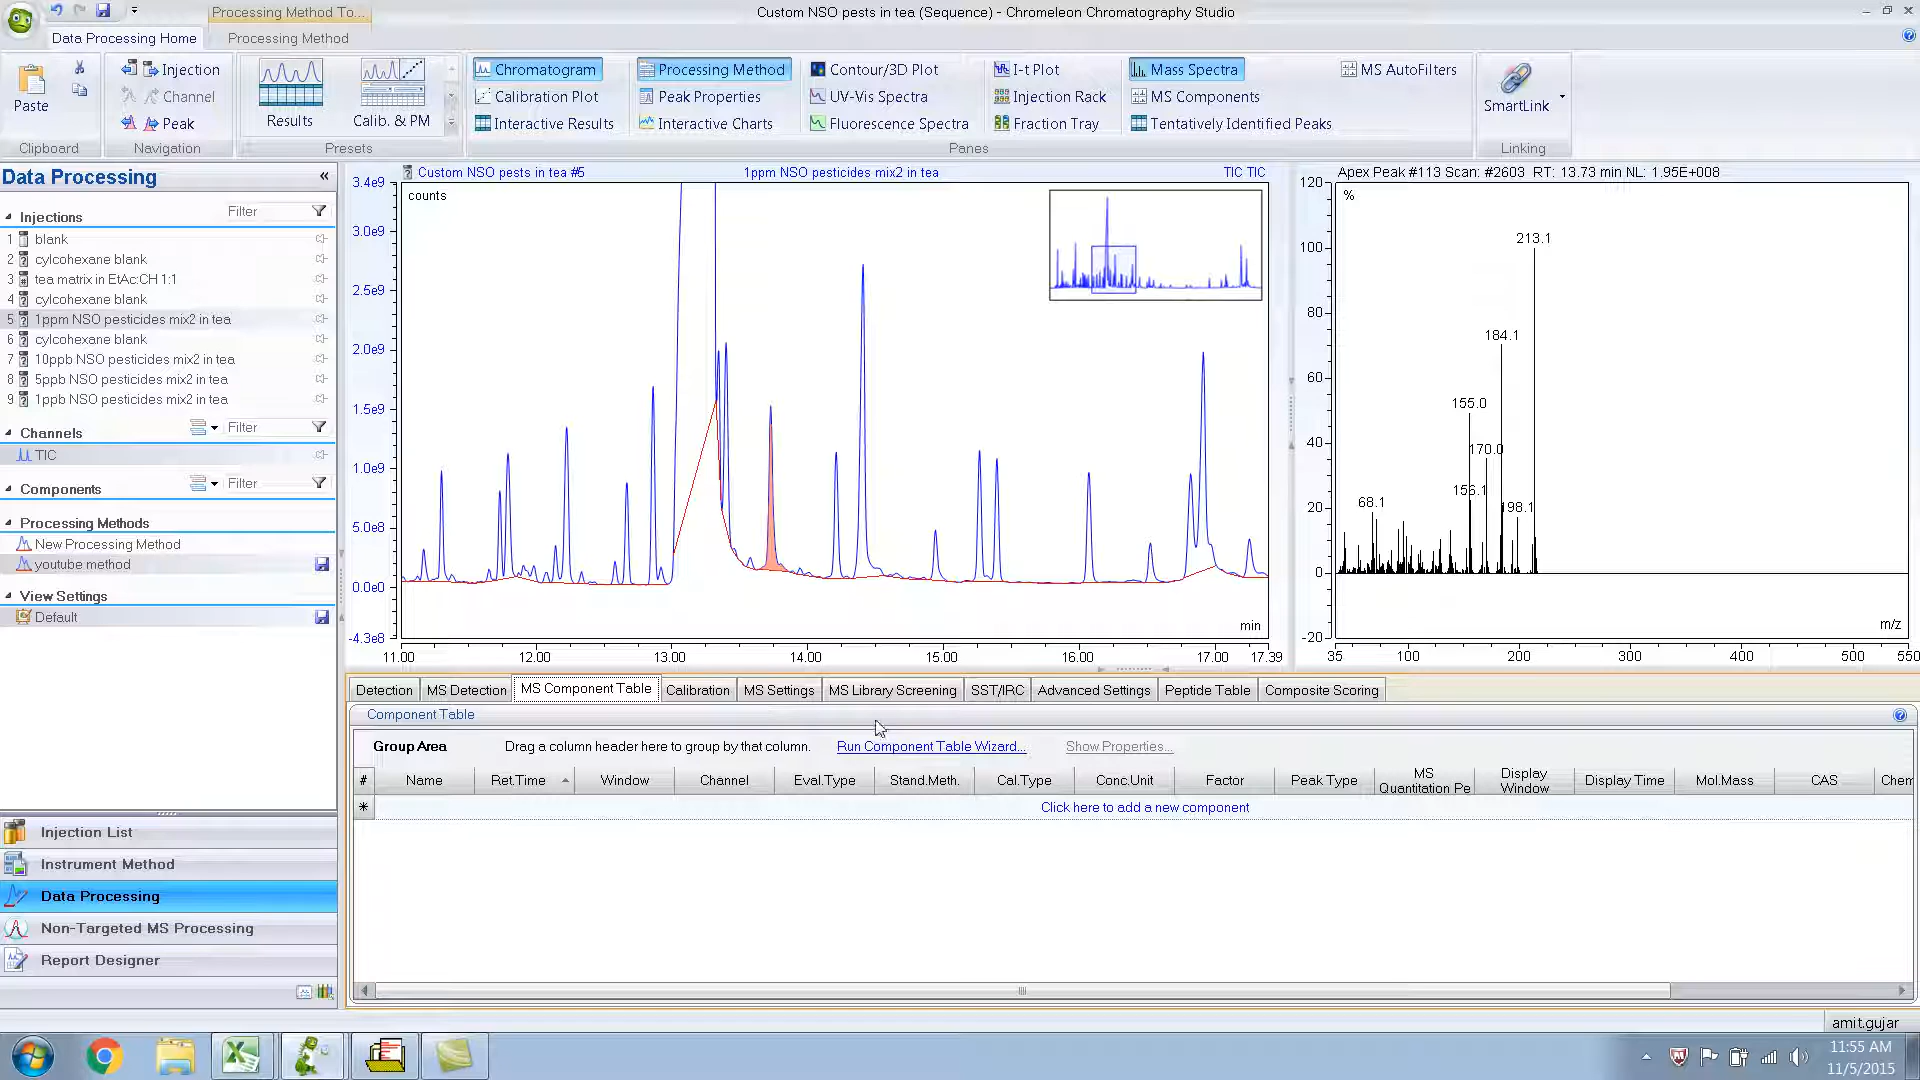 Processing Method To...
Custom NSO pests in tea (Sequence) - Chromeleon Chromatography Studio
Data Processing Home
Processing Method
Paste
Clipboard
Injection
Channel
Peak
Navigation
Results
Calib. & PM
Presets
Chromatogram
Calibration Plot
Interactive Results
Processing Method
Peak Properties
Interactive Charts
Contour/3D Plot
UV-Vis Spectra
Fluorescence Spectra
I-t Plot
Injection Rack
Fraction Tray
Mass Spectra
MS Components
Tentatively Identified Peaks
MS AutoFilters
Panes
SmartLink
Linking
Data Processing
Injections
Filter
1 blank
2 cylcohexane blank
3 tea matrix in EtAc:CH 1:1
4 cylcohexane blank
5 1ppm NSO pesticides mix2 in tea
6 cylcohexane blank
7 10ppb NSO pesticides mix2 in tea
8 5ppb NSO pesticides mix2 in tea
9 1ppb NSO pesticides mix2 in tea
Channels
Filter
TIC
Components
Filter
Processing Methods
New Processing Method
youtube method
View Settings
Default
Injection List
Instrument Method
Data Processing
Non-Targeted MS Processing
Report Designer
Custom NSO pests in tea #5
1ppm NSO pesticides mix2 in tea
TIC TIC
counts
3.4e9
3.0e9
2.5e9
2.0e9
1.5e9
1.0e9
5.0e8
0.0e0
-4.3e8
min
11.00 12.00 13.00 14.00 15.00 16.00 17.00 17.39
Apex Peak #113 Scan: #2603 RT: 13.73 min NL: 1.95E+008
%
120
100
80
60
40
20
0
-20
213.1
184.1
155.0
170.0
156.1
68.1
198.1
m/z
35 100 200 300 400 500 550
Detection
MS Detection
MS Component Table
Calibration
MS Settings
MS Library Screening
SST/IRC
Advanced Settings
Peptide Table
Composite Scoring
Component Table
Group Area
Drag a column header here to group by that column.
Run Component Table Wizard...
Show Properties...
# Name Ret.Time Window Channel Eval.Type Stand.Meth. Cal.Type Conc.Unit Factor Peak Type MS Quantitation Pe Display Window Display Time Mol.Mass CAS Chem
Click here to add a new component
amit.gujar
11:55 AM
11/5/2015